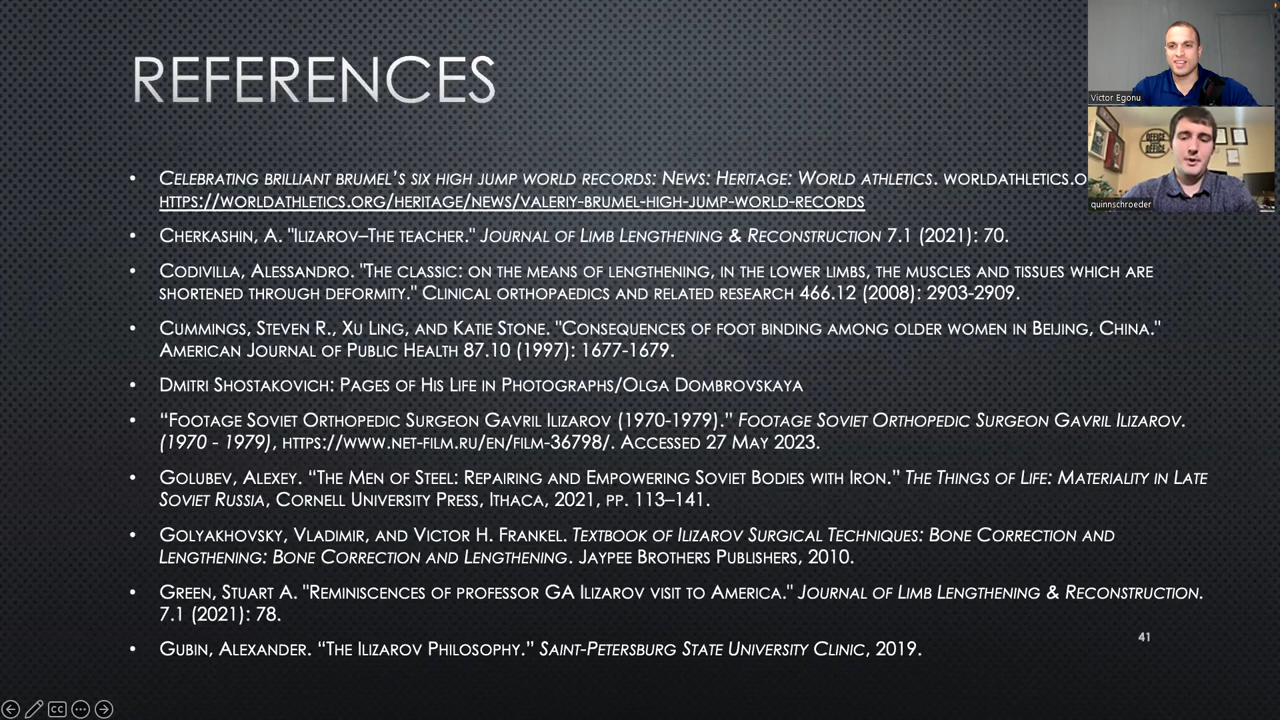 REFERENCES
• Celebrating brilliant Brumel's six high jump world records: News: Heritage: World athletics. worldathletics.o
https://worldathletics.org/heritage/news/valeriy-brumel-high-jump-world-records
• Cherkashin, A. "Ilizarov–The teacher." Journal of Limb Lengthening & Reconstruction 7.1 (2021): 70.
• Codivilla, Alessandro. "The classic: on the means of lengthening, in the lower limbs, the muscles and tissues which are
shortened through deformity." Clinical orthopaedics and related research 466.12 (2008): 2903-2909.
• Cummings, Steven R., Xu Ling, and Katie Stone. "Consequences of foot binding among older women in Beijing, China."
American Journal of Public Health 87.10 (1997): 1677-1679.
• Dmitri Shostakovich: Pages of His Life in Photographs/Olga Dombrovskaya
• “Footage Soviet Orthopedic Surgeon Gavril Ilizarov (1970-1979).” Footage Soviet Orthopedic Surgeon Gavril Ilizarov.
(1970 - 1979), https://www.net-film.ru/en/film-36798/. Accessed 27 May 2023.
• Golubev, Alexey. “The Men of Steel: Repairing and Empowering Soviet Bodies with Iron.” The Things of Life: Materiality in Late
Soviet Russia, Cornell University Press, Ithaca, 2021, pp. 113–141.
• Golyakhovsky, Vladimir, and Victor H. Frankel. Textbook of Ilizarov Surgical Techniques: Bone Correction and
Lengthening: Bone Correction and Lengthening. Jaypee Brothers Publishers, 2010.
• Green, Stuart A. "Reminiscences of professor GA Ilizarov visit to America." Journal of Limb Lengthening & Reconstruction.
7.1 (2021): 78.
• Gubin, Alexander. “The Ilizarov Philosophy.” Saint-Petersburg State University Clinic, 2019.
41
Victor Egonu
OFFICE
OFFICE
quinnschroeder
CC